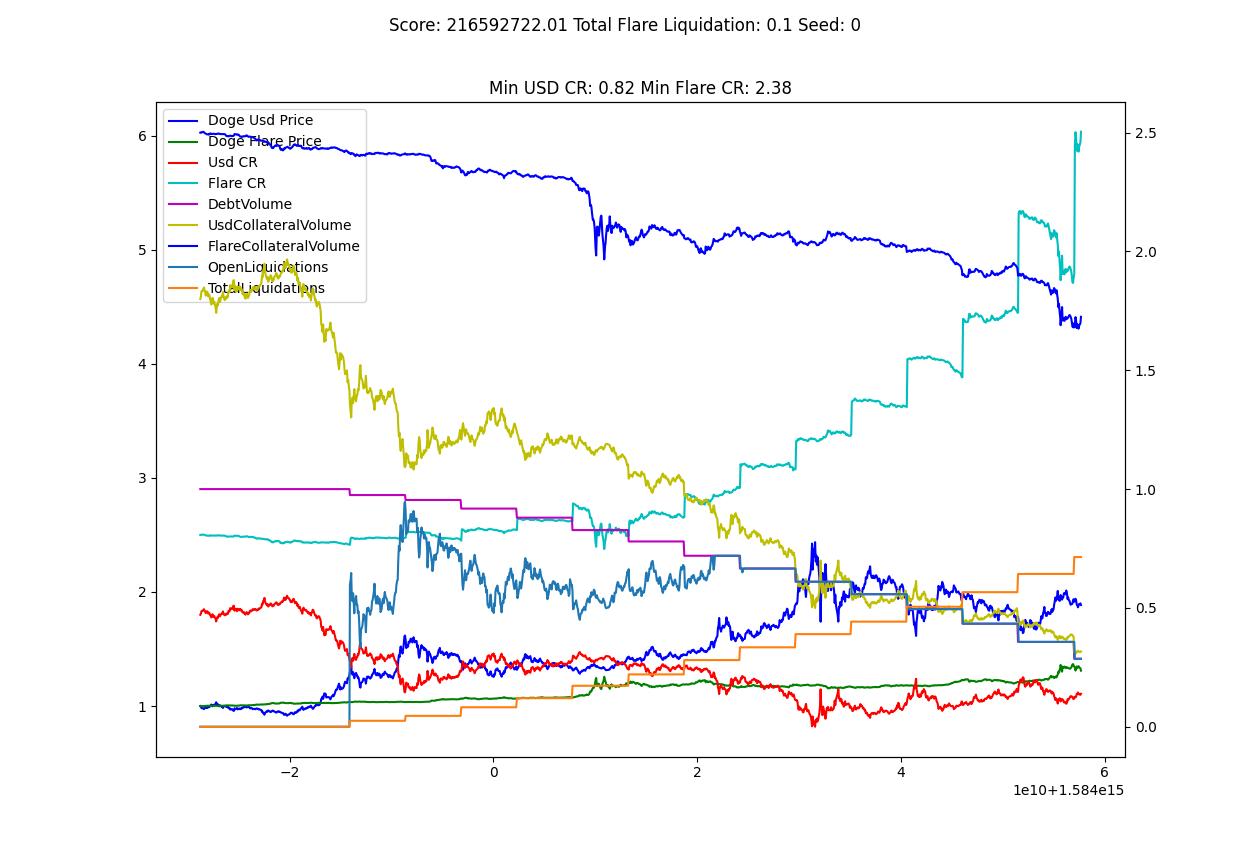 Score: 216592722.01 Total Flare Liquidation: 0.1 Seed: 0
Min USD CR: 0.82 Min Flare CR: 2.38
Doge Usd Price
Doge Flare Price
Usd CR
Flare CR
DebtVolume
UsdCollateralVolume
FlareCollateralVolume
OpenLiquidations
TotalLiquidations
6
5
4
3
2
1
2.5
2.0
1.5
1.0
0.5
0.0
−2
0
2
4
6
1e10+1.584e15